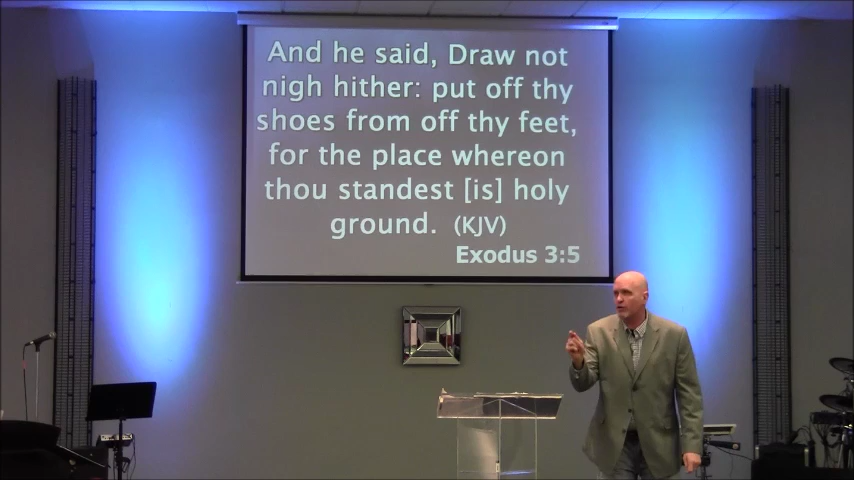 And he said, Draw not
nigh hither: put off thy
shoes from off thy feet,
for the place whereon
thou standest [is] holy
ground. (KJV)
Exodus 3:5